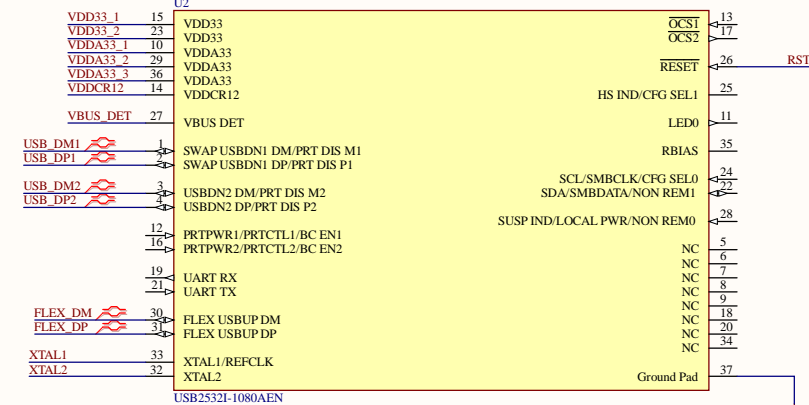 U2
VDD33_1 15 VDD33
VDD33_2 23 VDD33
VDDA33_1 10 VDDA33
VDDA33_2 29 VDDA33
VDDA33_3 36 VDDA33
VDDCR12 14 VDDCR12
VBUS_DET 27 VBUS DET
USB_DM1 1 SWAP USBDN1 DM/PRT DIS M1
USB_DP1 2 SWAP USBDN1 DP/PRT DIS P1
USB_DM2 3 USBDN2 DM/PRT DIS M2
USB_DP2 4 USBDN2 DP/PRT DIS P2
12 PRTPWR1/PRTCTL1/BC EN1
16 PRTPWR2/PRTCTL2/BC EN2
19 UART RX
21 UART TX
FLEX_DM 30 FLEX USBUP DM
FLEX_DP 31 FLEX USBUP DP
XTAL1 33 XTAL1/REFCLK
XTAL2 32 XTAL2
OCS1 13
OCS2 17
RESET 26 RST
HS IND/CFG SEL1 25
LED0 11
RBIAS 35
SCL/SMBCLK/CFG SEL0 24
SDA/SMBDATA/NON REM1 22
SUSP IND/LOCAL PWR/NON REM0 28
NC 5
NC 6
NC 7
NC 8
NC 9
NC 18
NC 20
NC 34
Ground Pad 37
USB2532I-1080AEN